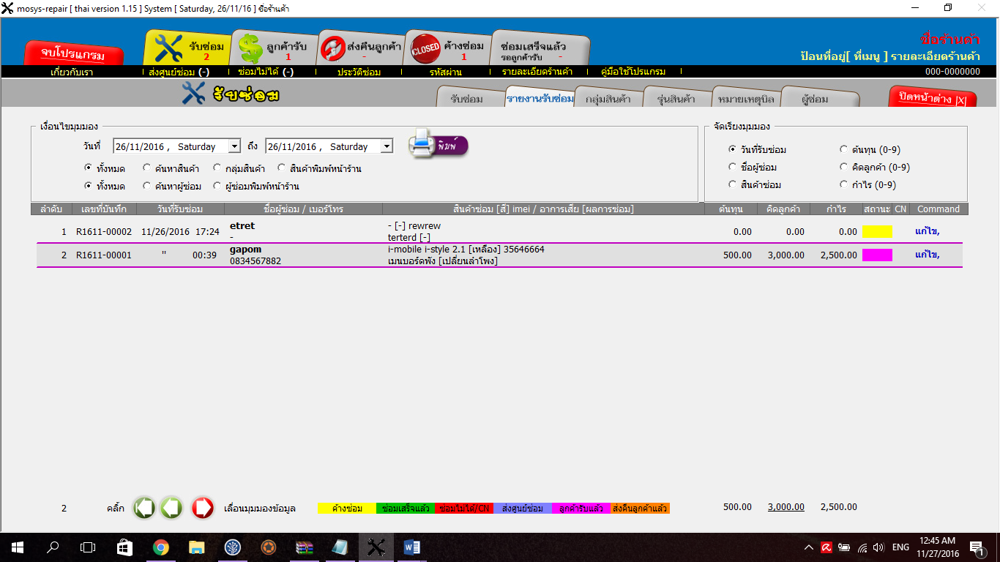 mosys-repair [ thai version 1.15 ] System [ Saturday, 26/11/16 ] ชื่อร้านค้า
จบโปรแกรม
รับซ่อม
2
ลูกค้ารับ
1
ส่งคืนลูกค้า
-
CLOSED
ค้างซ่อม
1
ซ่อมเสร็จแล้ว
รอลูกค้ารับ -
ชื่อร้านค้า
ป้อนที่อยู่[ ที่เมนู ] รายละเอียดร้านค้า
เกี่ยวกับเรา ส่งศูนย์ซ่อม (-) ซ่อมไม่ได้ (-) ประวัติซ่อม รหัสผ่าน รายละเอียดร้านค้า คู่มือใช้โปรแกรม 000-0000000
รับซ่อม
รับซ่อม รายงานรับซ่อม กลุ่มสินค้า รุ่นสินค้า หมายเหตุบิล ผู้ซ่อม ปิดหน้าต่าง |X|
เงื่อนไขมุมมอง
วันที่ 26/11/2016 , Saturday ถึง 26/11/2016 , Saturday พิมพ์
ทั้งหมด ค้นหาสินค้า กลุ่มสินค้า สินค้าพิมพ์หน้าร้าน
ทั้งหมด ค้นหาผู้ซ่อม ผู้ซ่อมพิมพ์หน้าร้าน
จัดเรียงมุมมอง
วันที่รับซ่อม ต้นทุน (0-9)
ชื่อผู้ซ่อม คิดลูกค้า (0-9)
สินค้าซ่อม กำไร (0-9)
ลำดับ เลขที่บันทึก วันที่รับซ่อม ชื่อผู้ซ่อม / เบอร์โทร สินค้าซ่อม [สี] imei / อาการเสีย [ผลการซ่อม] ต้นทุน คิดลูกค้า กำไร สถานะ CN Command
1 R1611-00002 11/26/2016 17:24 etret - [-] rewrew 0.00 0.00 0.00 แก้ไข,
- terterd [-]
2 R1611-00001 " 00:39 gapom i-mobile i-style 2.1 [เหลือง] 35646664 500.00 3,000.00 2,500.00 แก้ไข,
0834567882 เมนบอร์ดพัง [เปลี่ยนลำโพง]
2 คลิ๊ก เลื่อนมุมมองข้อมูล ค้างซ่อม ซ่อมเสร็จแล้ว ซ่อมไม่ได้/CN ส่งศูนย์ซ่อม ลูกค้ารับแล้ว ส่งคืนลูกค้าแล้ว 500.00 3,000.00 2,500.00
ENG
12:45 AM
11/27/2016
1